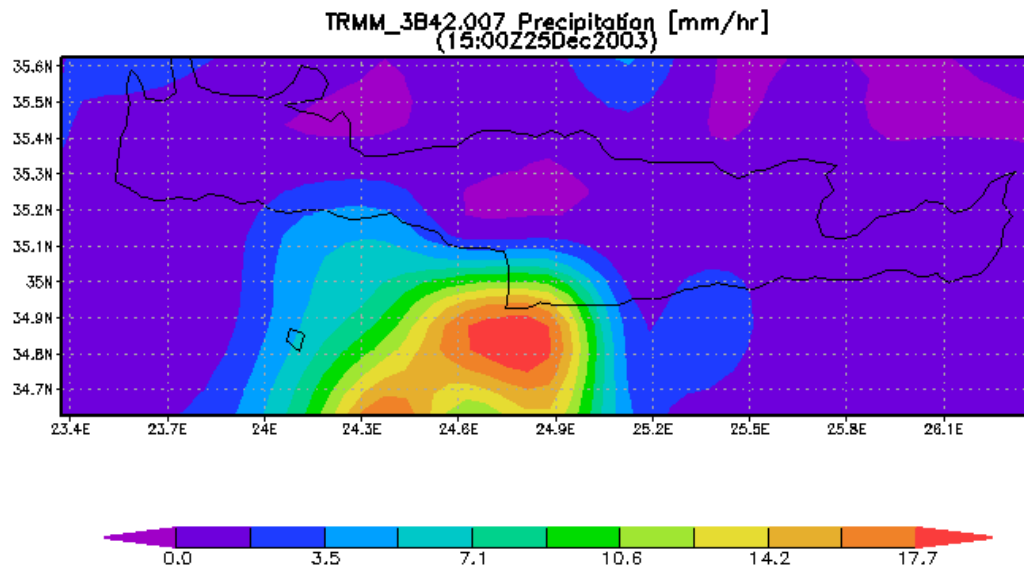 TRMM_3B42.007 Precipitation [mm/hr]
(15:00Z25Dec2003)
35.6N
35.5N
35.4N
35.3N
35.2N
35.1N
35N
34.9N
34.8N
34.7N
23.4E 23.7E 24E 24.3E 24.6E 24.9E 25.2E 25.5E 25.8E 26.1E
0.0 3.5 7.1 10.6 14.2 17.7